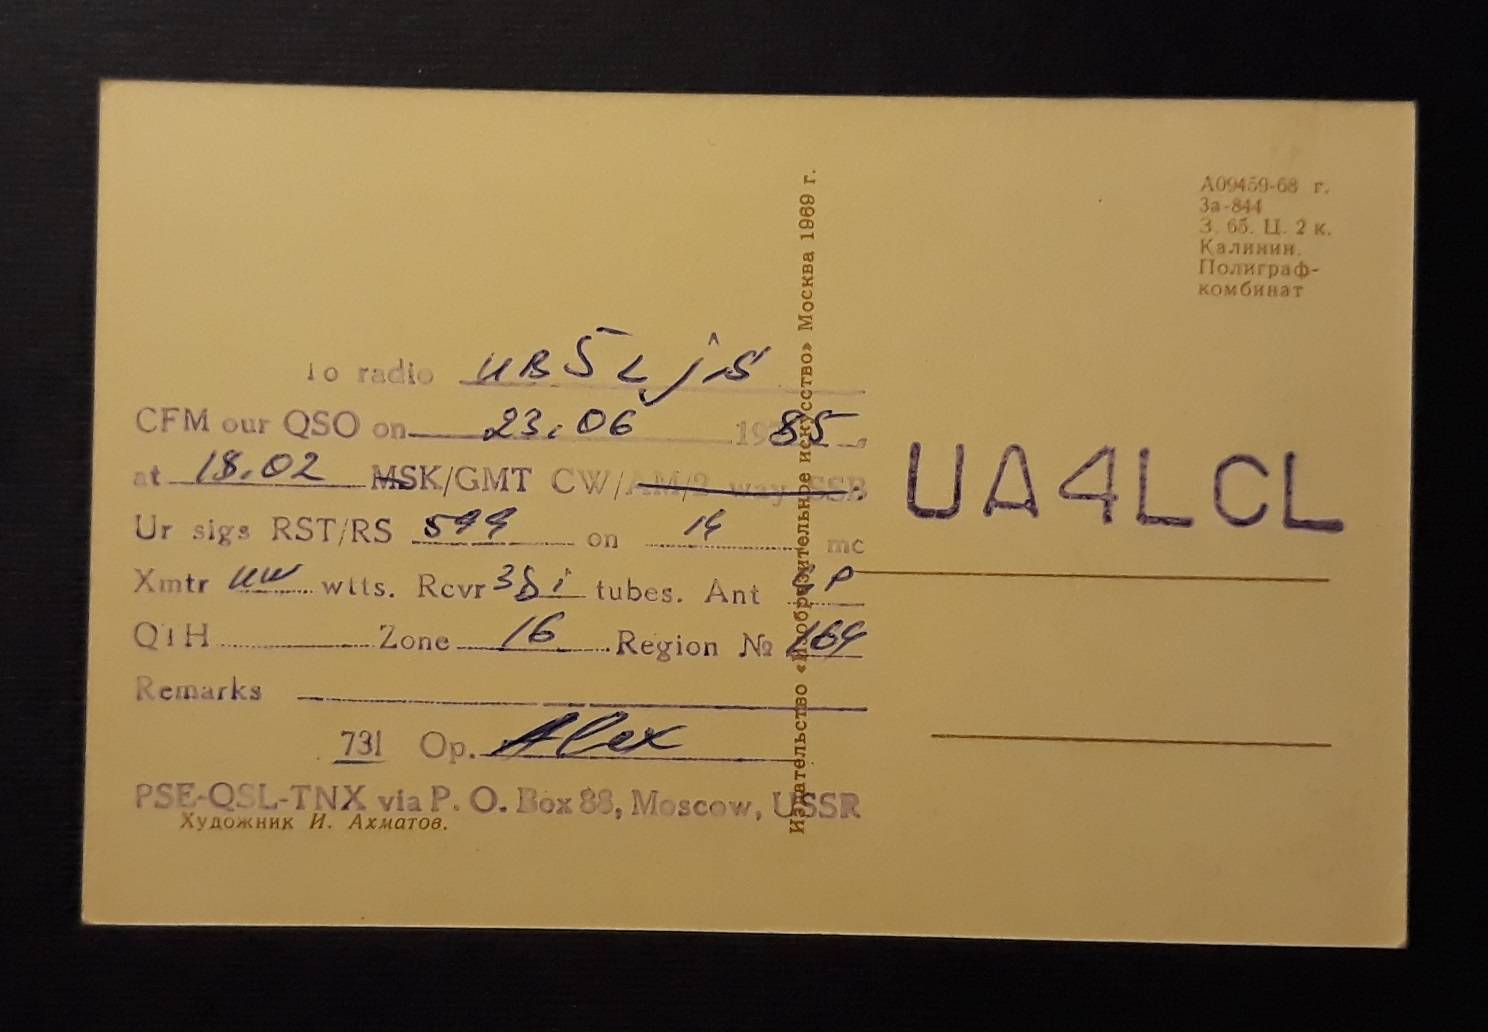 To radio UB5LjS
CFM our QSO on 23.06 1985
at 18.02 MSK/GMT CW/AM/2 way SSB
Ur sigs RST/RS 599 on 14 mc
Xmtr UW wtts. Rcvr 3Di tubes. Ant GP
QTH Zone 16 Region № 164
Remarks
731 Op. Alex
PSE-QSL-TNX via P. O. Box 88, Moscow, USSR
Художник И. Ахматов.
Издательство «Изобразительное искусство» Москва 1969 г.
А09459-68 г.
За-844
З. 65. Ц. 2 к.
Калинин.
Полиграф-
комбинат
UA4LCL